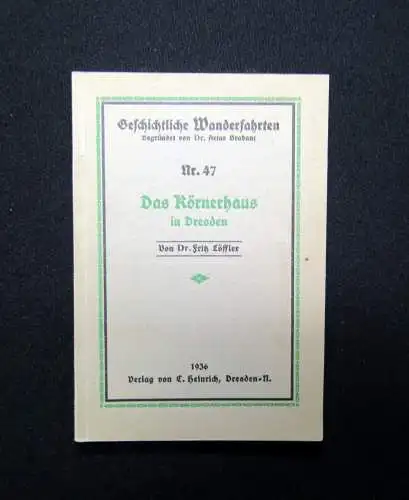 Geschichtliche Wanderfahrten
Begründet von Dr. Artur Brabant
Nr. 47
Das Körnerhaus
in Dresden
Von Dr. Fritz Löffler
1936
Verlag von C. Heinrich, Dresden-N.